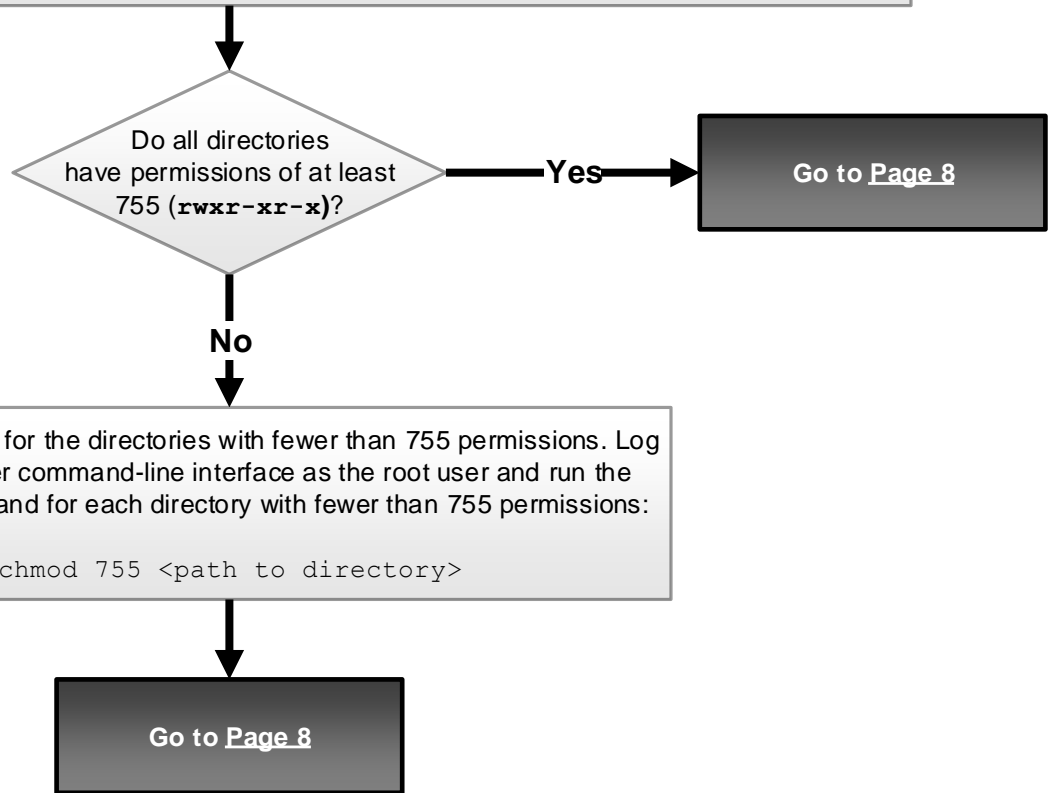 Do all directories
have permissions of at least
755 (rwxr-xr-x)?
Yes
Go to Page 8
No
for the directories with fewer than 755 permissions. Log
er command-line interface as the root user and run the
and for each directory with fewer than 755 permissions:
chmod 755 <path to directory>
Go to Page 8